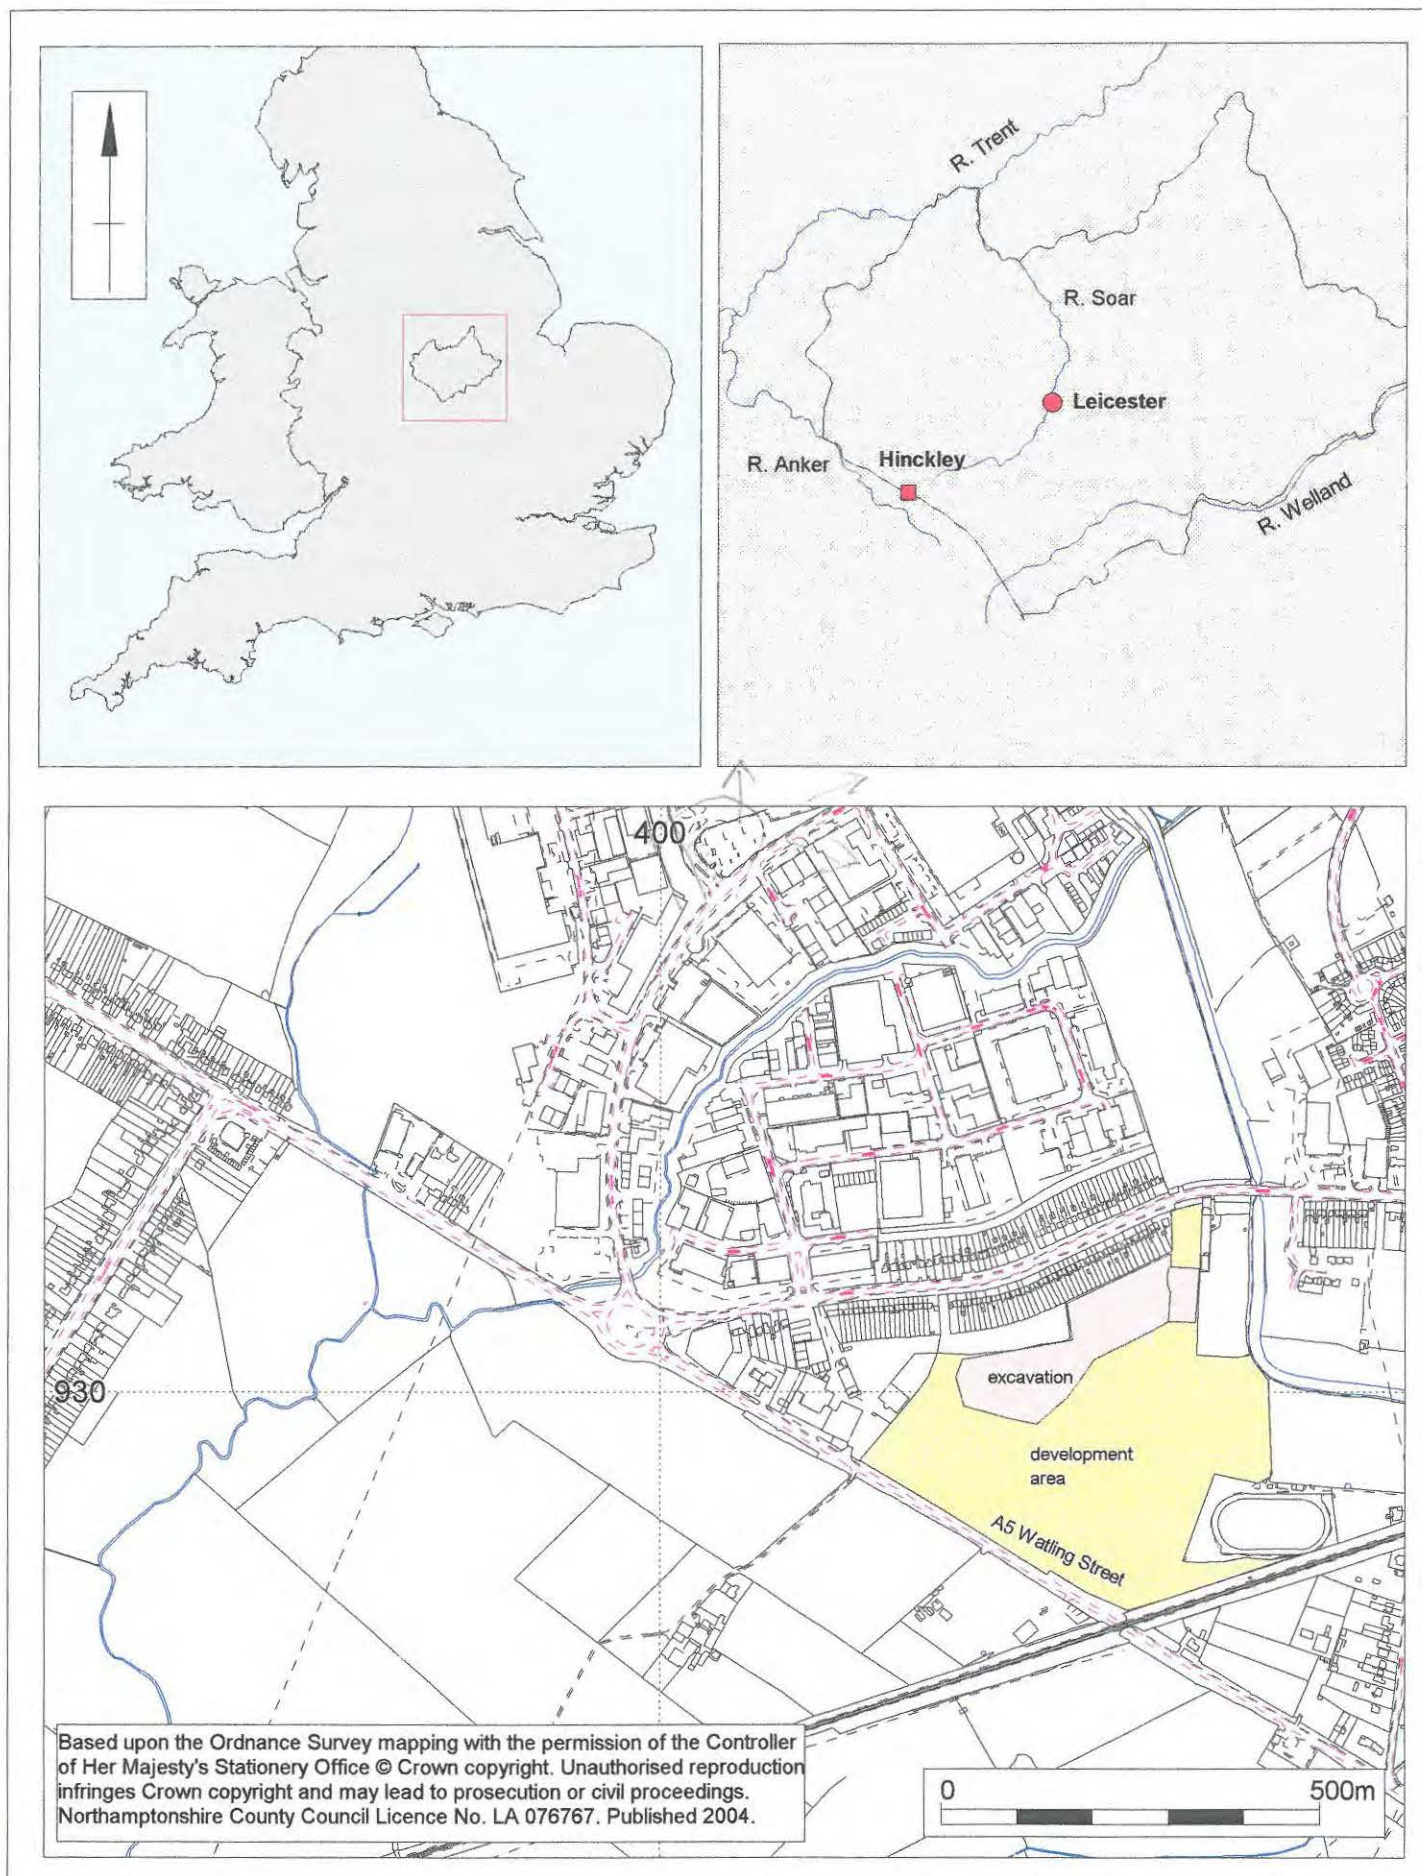 R. Trent
R. Soar
Leicester
R. Anker
Hinckley
R. Welland
400
930
excavation
development
area
A5 Watling Street
Based upon the Ordnance Survey mapping with the permission of the Controller
of Her Majesty's Stationery Office © Crown copyright. Unauthorised reproduction
infringes Crown copyright and may lead to prosecution or civil proceedings.
Northamptonshire County Council Licence No. LA 076767. Published 2004.
0 500m